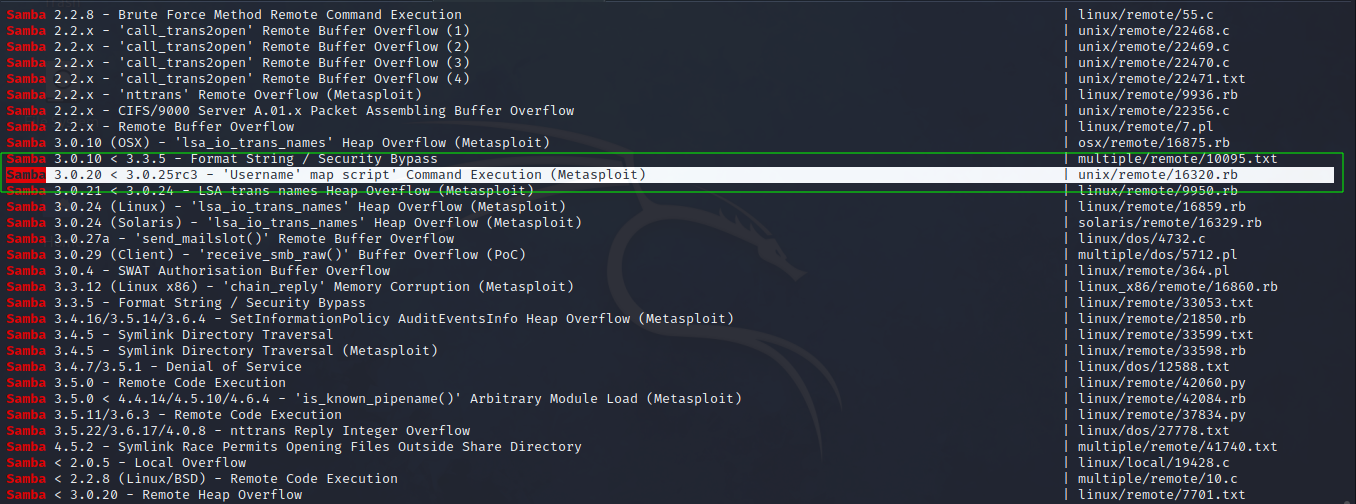 Samba 2.2.8 - Brute Force Method Remote Command Execution | linux/remote/55.c
Samba 2.2.x - 'call_trans2open' Remote Buffer Overflow (1) | unix/remote/22468.c
Samba 2.2.x - 'call_trans2open' Remote Buffer Overflow (2) | unix/remote/22469.c
Samba 2.2.x - 'call_trans2open' Remote Buffer Overflow (3) | unix/remote/22470.c
Samba 2.2.x - 'call_trans2open' Remote Buffer Overflow (4) | unix/remote/22471.txt
Samba 2.2.x - 'nttrans' Remote Overflow (Metasploit) | linux/remote/9936.rb
Samba 2.2.x - CIFS/9000 Server A.01.x Packet Assembling Buffer Overflow | unix/remote/22356.c
Samba 2.2.x - Remote Buffer Overflow | linux/remote/7.pl
Samba 3.0.10 (OSX) - 'lsa_io_trans_names' Heap Overflow (Metasploit) | osx/remote/16875.rb
Samba 3.0.10 < 3.3.5 - Format String / Security Bypass | multiple/remote/10095.txt
Samba 3.0.20 < 3.0.25rc3 - 'Username' map script' Command Execution (Metasploit) | unix/remote/16320.rb
Samba 3.0.21 < 3.0.24 - LSA trans names Heap Overflow (Metasploit) | linux/remote/9950.rb
Samba 3.0.24 (Linux) - 'lsa_io_trans_names' Heap Overflow (Metasploit) | linux/remote/16859.rb
Samba 3.0.24 (Solaris) - 'lsa_io_trans_names' Heap Overflow (Metasploit) | solaris/remote/16329.rb
Samba 3.0.27a - 'send_mailslot()' Remote Buffer Overflow | linux/dos/4732.c
Samba 3.0.29 (Client) - 'receive_smb_raw()' Buffer Overflow (PoC) | multiple/dos/5712.pl
Samba 3.0.4 - SWAT Authorisation Buffer Overflow | linux/remote/364.pl
Samba 3.3.12 (Linux x86) - 'chain_reply' Memory Corruption (Metasploit) | linux_x86/remote/16860.rb
Samba 3.3.5 - Format String / Security Bypass | linux/remote/33053.txt
Samba 3.4.16/3.5.14/3.6.4 - SetInformationPolicy AuditEventsInfo Heap Overflow (Metasploit) | linux/remote/21850.rb
Samba 3.4.5 - Symlink Directory Traversal | linux/remote/33599.txt
Samba 3.4.5 - Symlink Directory Traversal (Metasploit) | linux/remote/33598.rb
Samba 3.4.7/3.5.1 - Denial of Service | linux/dos/12588.txt
Samba 3.5.0 - Remote Code Execution | linux/remote/42060.py
Samba 3.5.0 < 4.4.14/4.5.10/4.6.4 - 'is_known_pipename()' Arbitrary Module Load (Metasploit) | linux/remote/42084.rb
Samba 3.5.11/3.6.3 - Remote Code Execution | linux/remote/37834.py
Samba 3.5.22/3.6.17/4.0.8 - nttrans Reply Integer Overflow | linux/dos/27778.txt
Samba 4.5.2 - Symlink Race Permits Opening Files Outside Share Directory | multiple/remote/41740.txt
Samba < 2.0.5 - Local Overflow | linux/local/19428.c
Samba < 2.2.8 (Linux/BSD) - Remote Code Execution | multiple/remote/10.c
Samba < 3.0.20 - Remote Heap Overflow | linux/remote/7701.txt